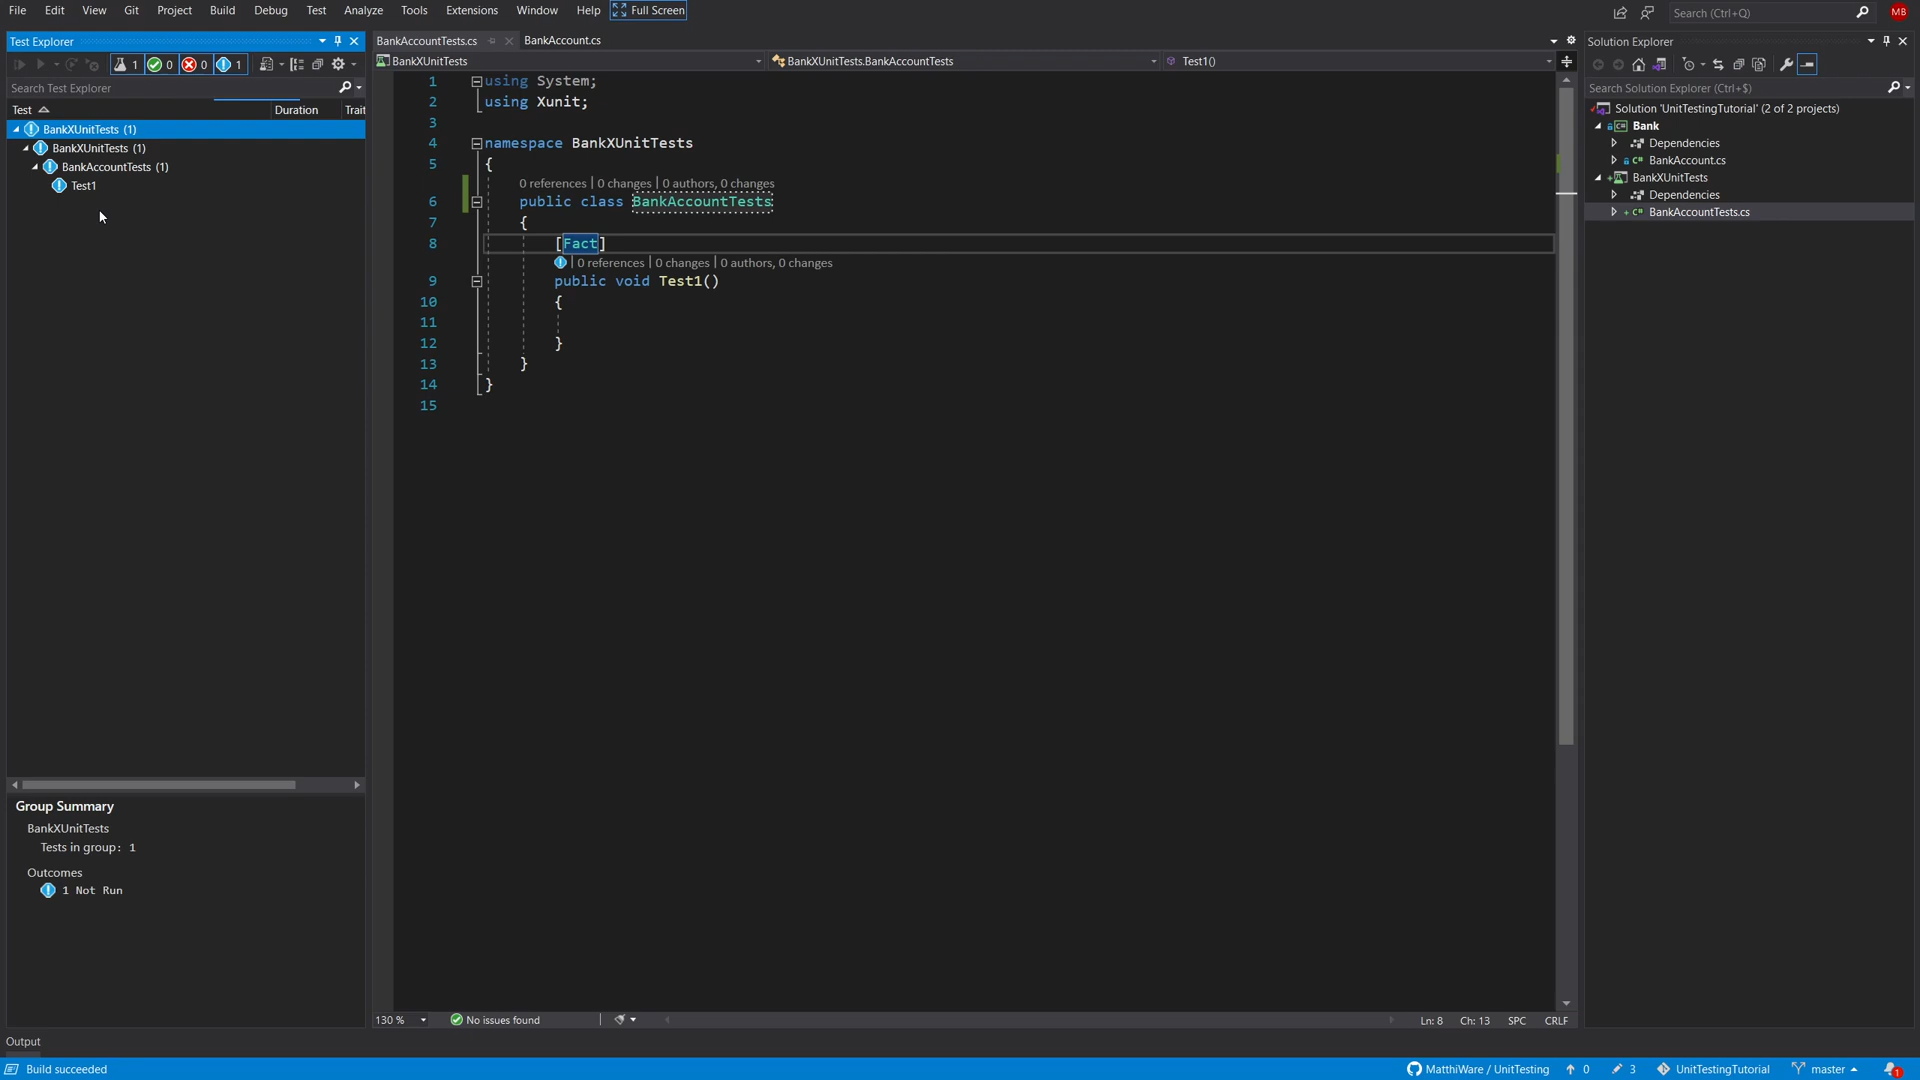 File Edit View Git Project Build Debug Test Analyze Tools Extensions Window Help Full Screen Search (Ctrl+Q) MB
Test Explorer
1 0 0 1
Search Test Explorer
Test Duration Trait
BankXUnitTests (1)
BankXUnitTests (1)
BankAccountTests (1)
Test1
Group Summary
BankXUnitTests
Tests in group: 1
Outcomes
1 Not Run
BankAccountTests.cs BankAccount.cs
BankXUnitTests BankXUnitTests.BankAccountTests Test1()
1 using System;
2 using Xunit;
3
4 namespace BankXUnitTests
5 {
0 references | 0 changes | 0 authors, 0 changes
6 public class BankAccountTests
7 {
8 [Fact]
0 references | 0 changes | 0 authors, 0 changes
9 public void Test1()
10 {
11
12 }
13 }
14 }
15
130 % No issues found Ln: 8 Ch: 13 SPC CRLF
Solution Explorer
Search Solution Explorer (Ctrl+$)
Solution 'UnitTestingTutorial' (2 of 2 projects)
Bank
Dependencies
BankAccount.cs
BankXUnitTests
Dependencies
BankAccountTests.cs
Output
Build succeeded MatthiWare / UnitTesting 0 3 UnitTestingTutorial master 1